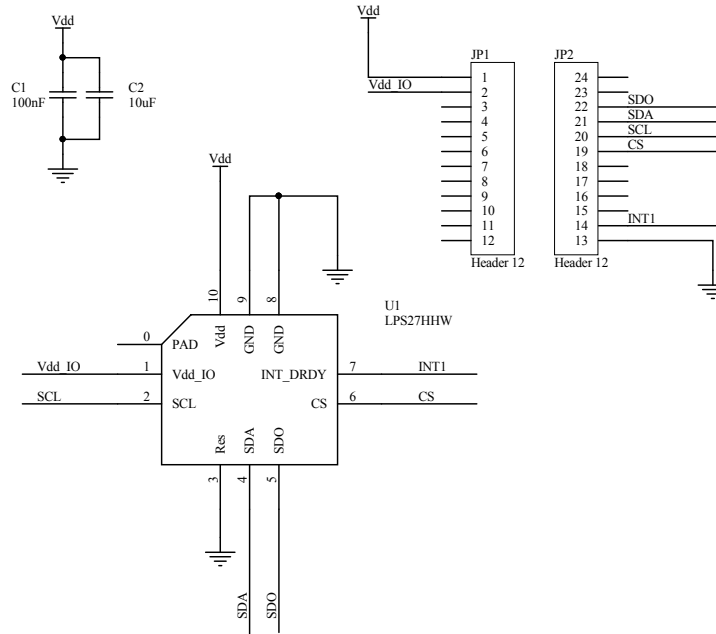 Vdd
C1
100nF
C2
10uF
Vdd
JP1
1
2
3
4
5
6
7
8
9
10
11
12
Header 12
Vdd_IO
JP2
24
23
22
21
20
19
18
17
16
15
14
13
Header 12
SDO
SDA
SCL
CS
INT1
Vdd
10
9
8
Vdd
GND
GND
U1
LPS27HHW
0
PAD
Vdd_IO
1
Vdd_IO
SCL
2
SCL
INT_DRDY
7
INT1
CS
6
CS
Res
SDA
SDO
3
4
5
SDA
SDO